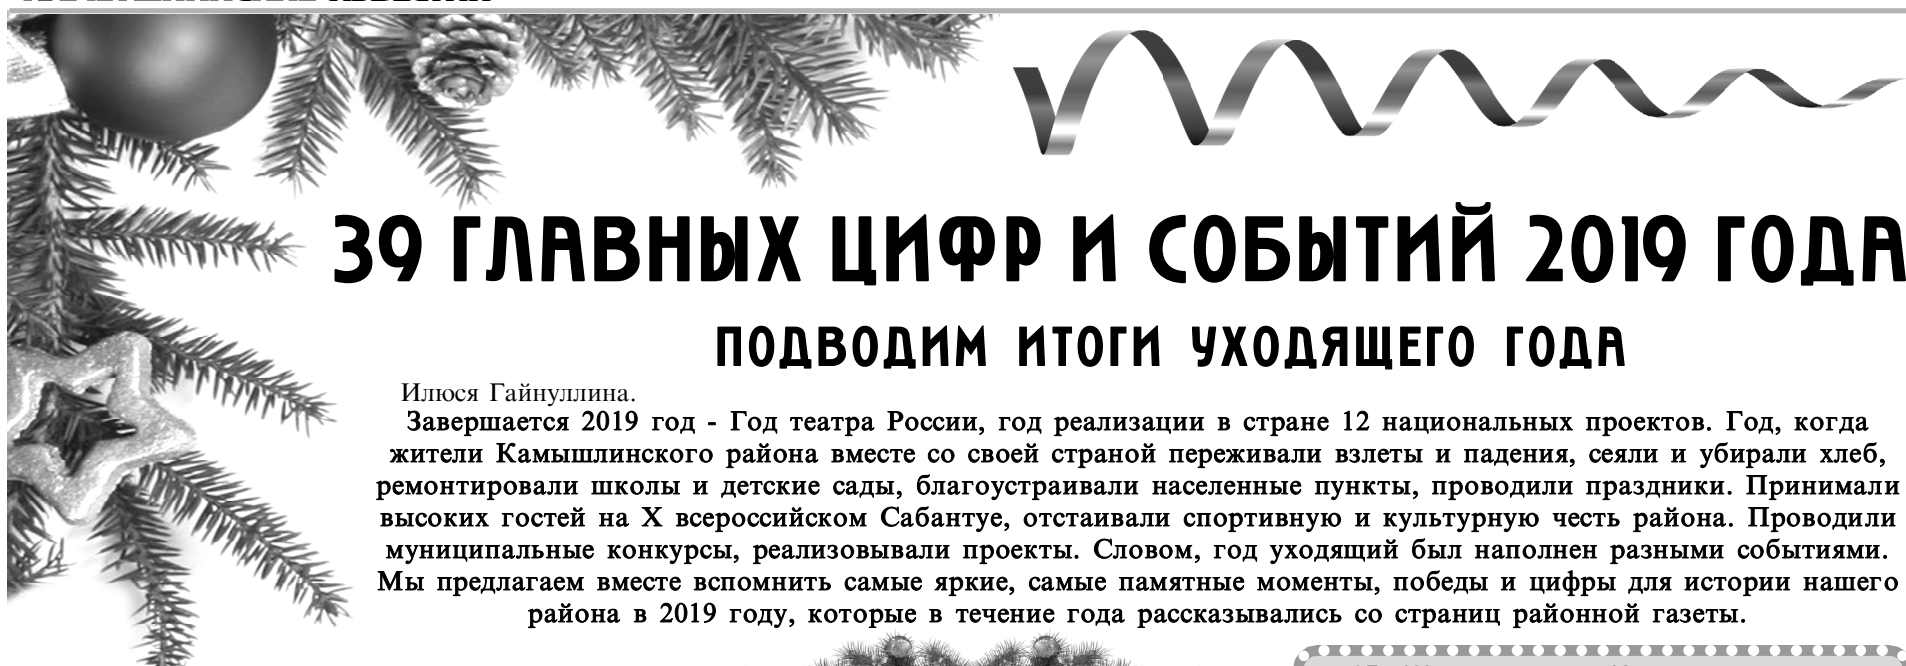 39 ГЛАВНЫХ ЦИФР И СОБЫТИЙ 2019 ГОДА
ПОДВОДИМ ИТОГИ УХОДЯЩЕГО ГОДА
Илюся Гайнуллина.
Завершается 2019 год - Год театра России, год реализации в стране 12 национальных проектов. Год, когда
жители Камышлинского района вместе со своей страной переживали взлеты и падения, сеяли и убирали хлеб,
ремонтировали школы и детские сады, благоустраивали населенные пункты, проводили праздники. Принимали
высоких гостей на X всероссийском Сабантуе, отстаивали спортивную и культурную честь района. Проводили
муниципальные конкурсы, реализовывали проекты. Словом, год уходящий был наполнен разными событиями.
Мы предлагаем вместе вспомнить самые яркие, самые памятные моменты, победы и цифры для истории нашего
района в 2019 году, которые в течение года рассказывались со страниц районной газеты.